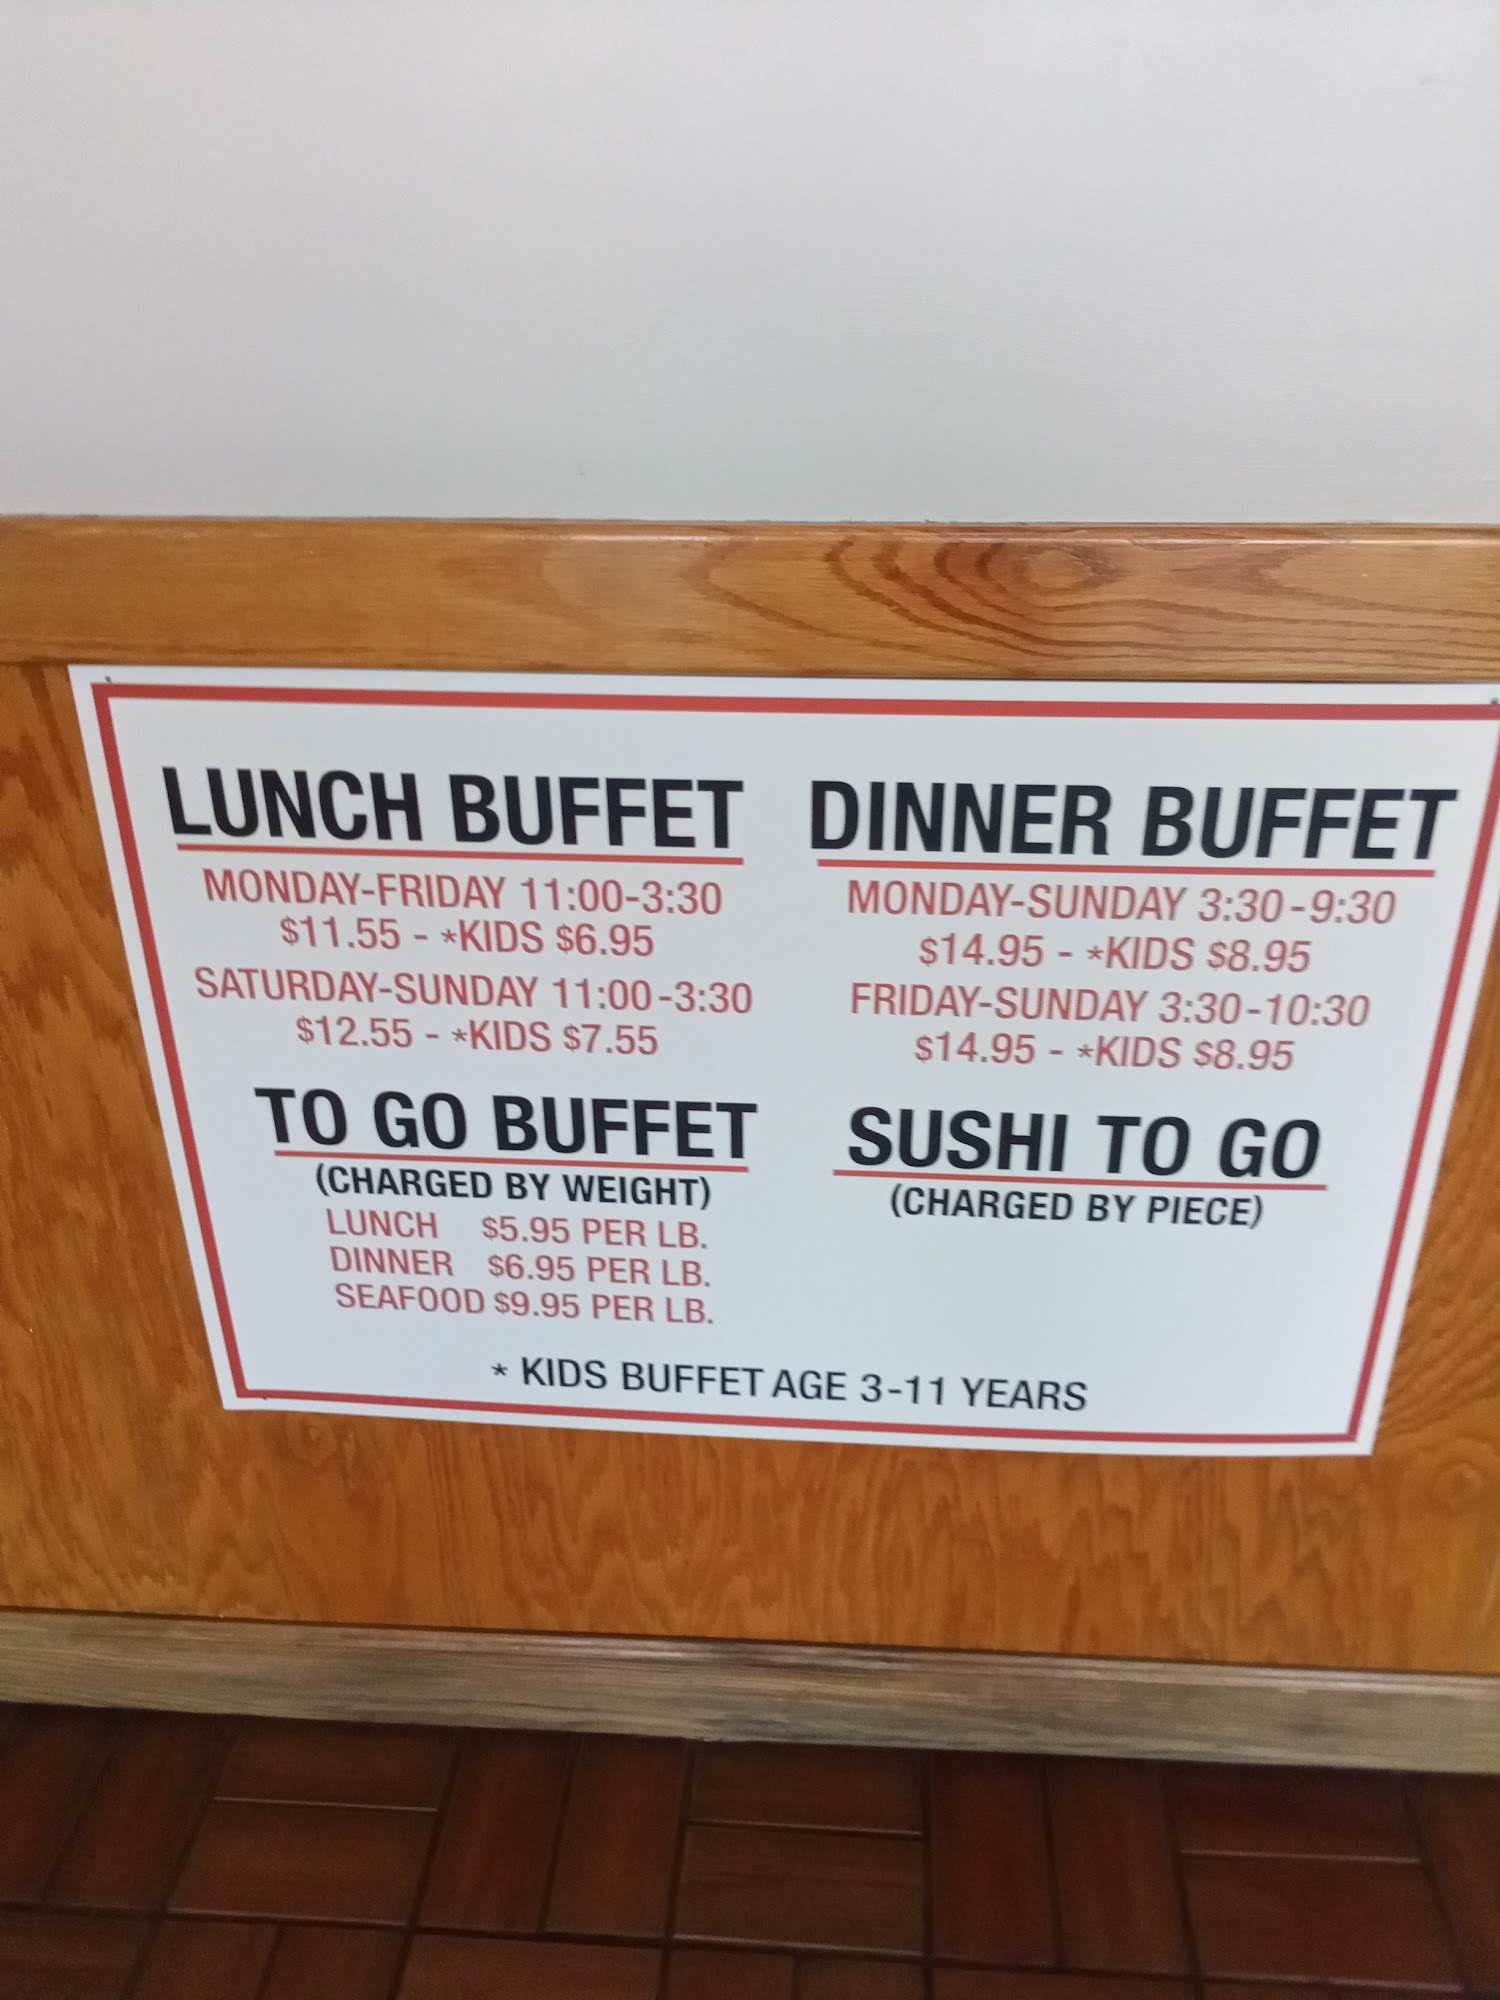 LUNCH BUFFET
MONDAY-FRIDAY 11:00-3:30
$11.55 - *KIDS $6.95
SATURDAY-SUNDAY 11:00-3:30
$12.55 - *KIDS $7.55
DINNER BUFFET
MONDAY-SUNDAY 3:30-9:30
$14.95 - *KIDS $8.95
FRIDAY-SUNDAY 3:30-10:30
$14.95 - *KIDS $8.95
TO GO BUFFET
(CHARGED BY WEIGHT)
LUNCH $5.95 PER LB.
DINNER $6.95 PER LB.
SEAFOOD $9.95 PER LB.
SUSHI TO GO
(CHARGED BY PIECE)
* KIDS BUFFET AGE 3-11 YEARS